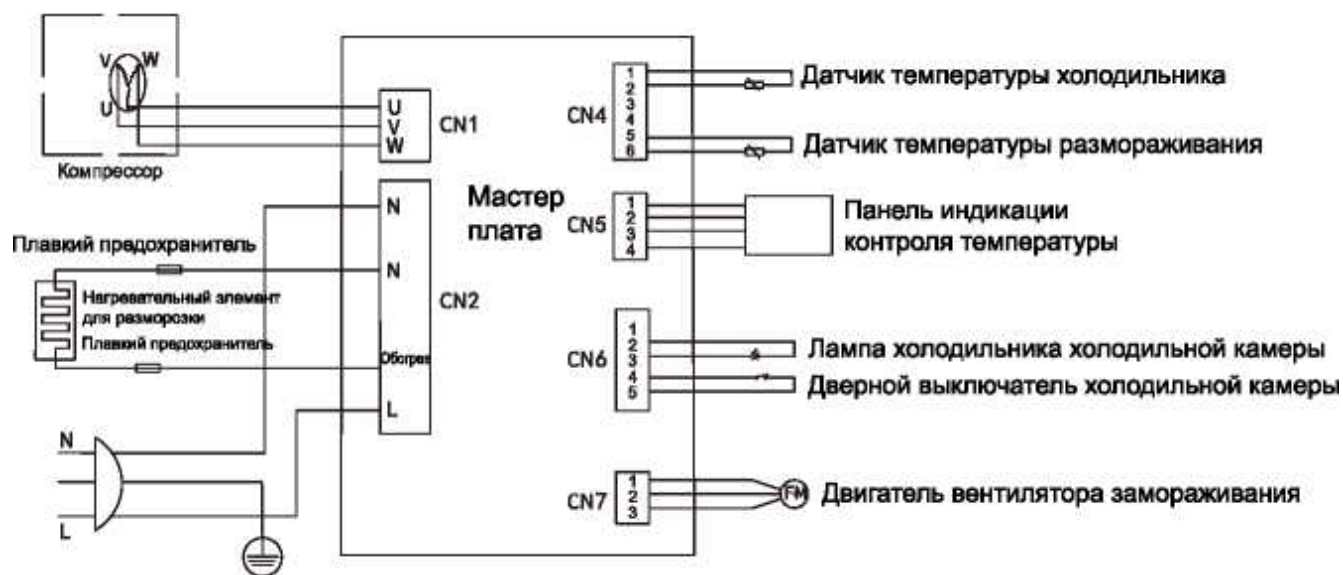 V W
U
Компрессор
U
V
W
CN1
Плавкий предохранитель
Нагревательный элемент
для разморозки
Плавкий предохранитель
N
N
Обогрев
L
CN2
N
L
Мастер
плата
CN4
1
2
3
4
5
6
Датчик температуры холодильника
Датчик температуры размораживания
CN5
1
2
3
4
Панель индикации
контроля температуры
CN6
1
2
3
4
5
Лампа холодильника холодильной камеры
Дверной выключатель холодильной камеры
CN7
1
2
3
FM
Двигатель вентилятора замораживания